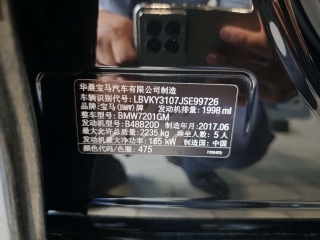 华晨宝马汽车有限公司制造
车辆识别代号: LBVKY3107JSE99726
品牌: 宝马(BMW)牌 发动机排量: 1998 ml
整车型号: BMW7201GM
发动机型号: B48B20D 制造年月: 2017.06
最大允许总质量: 2235 kg 乘坐人数: 5人
发动机最大净功率: 165 kW 制造国: 中国
颜色代码/色量: 475